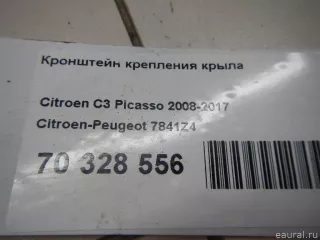 Кронштейн крепления крыла
Citroen C3 Picasso 2008-2017
Citroen-Peugeot 7841Z4
70 328 556
eaural.ru